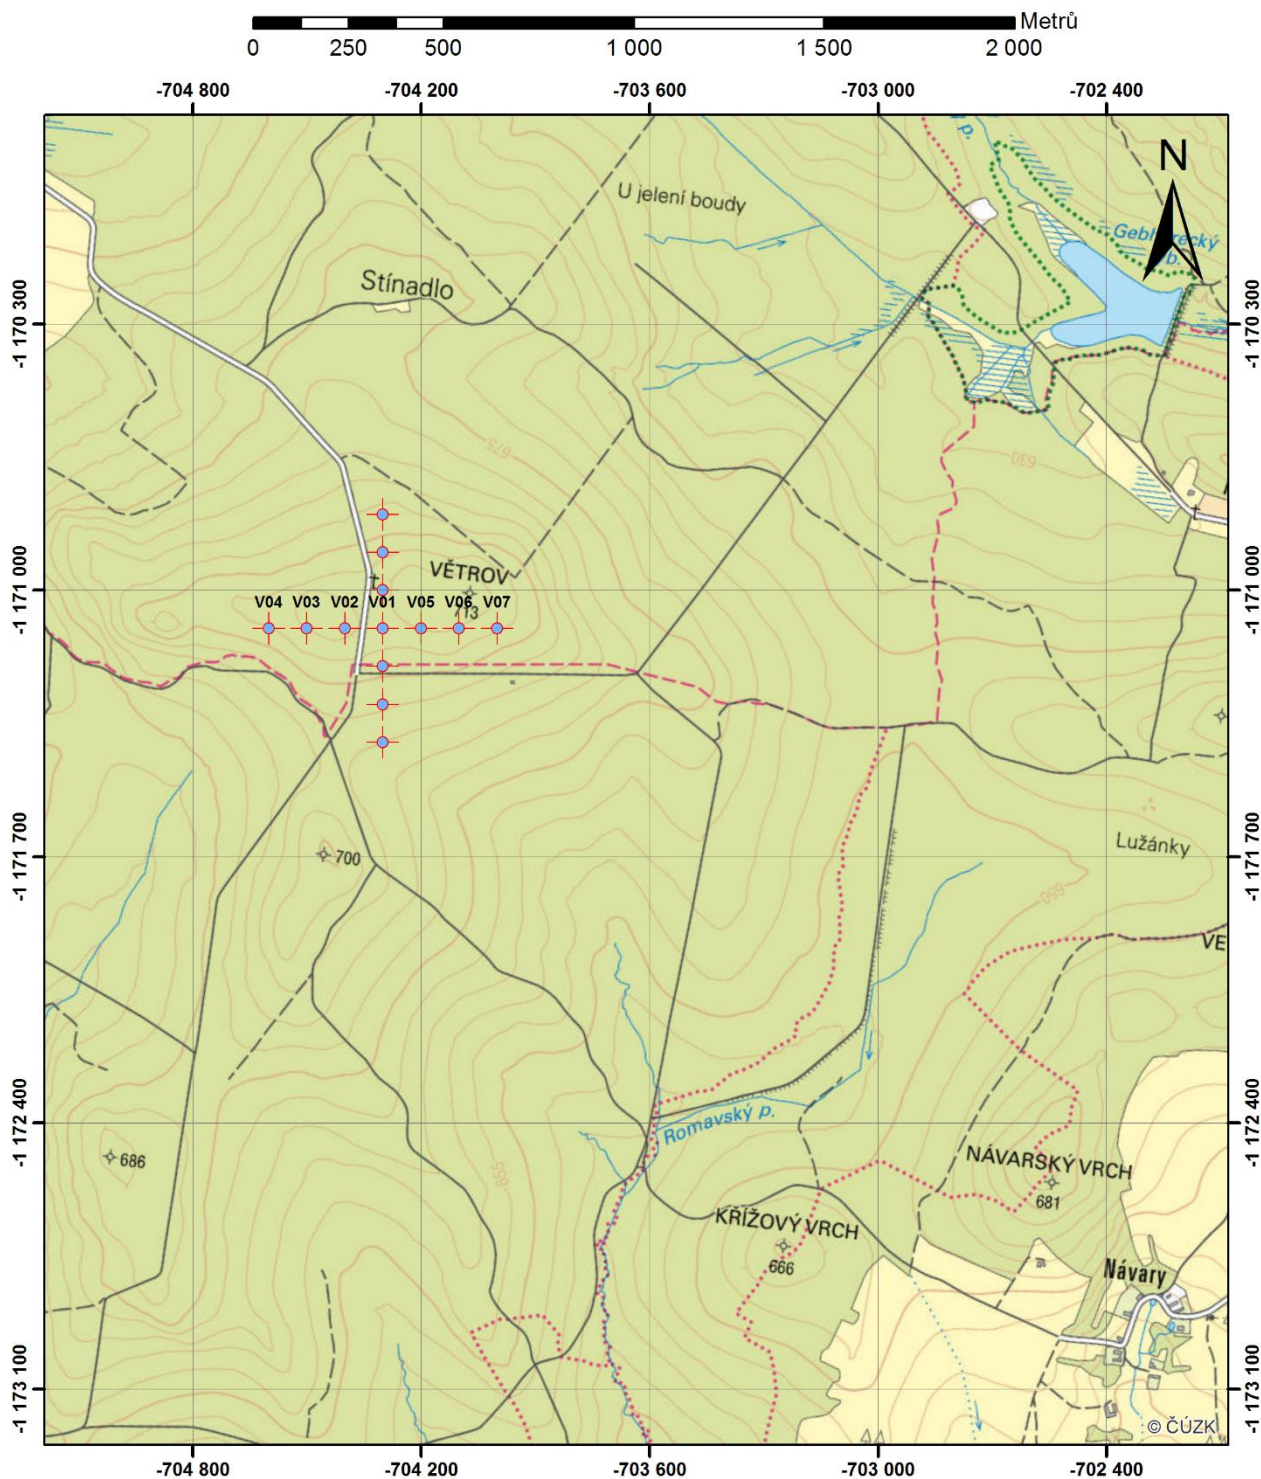 Metrů
0 250 500 1 000 1 500 2 000
-704 800 -704 200 -703 600 -703 000 -702 400
N
p.
U jelení boudy
Stínadlo
-1 170 300
-1 170 300
675
630
VĚTROV
713
-1 171 000
-1 171 000
V04 V03 V02 V01 V05 V06 V07
700
-1 171 700
-1 171 700
Lužánky
650
VE
Romavský p.
-1 172 400
-1 172 400
686
655
NÁVARSKÝ VRCH
681
KŘÍŽOVÝ VRCH
666
Návary
-1 173 100
-1 173 100
© ČÚZK
-704 800 -704 200 -703 600 -703 000 -702 400